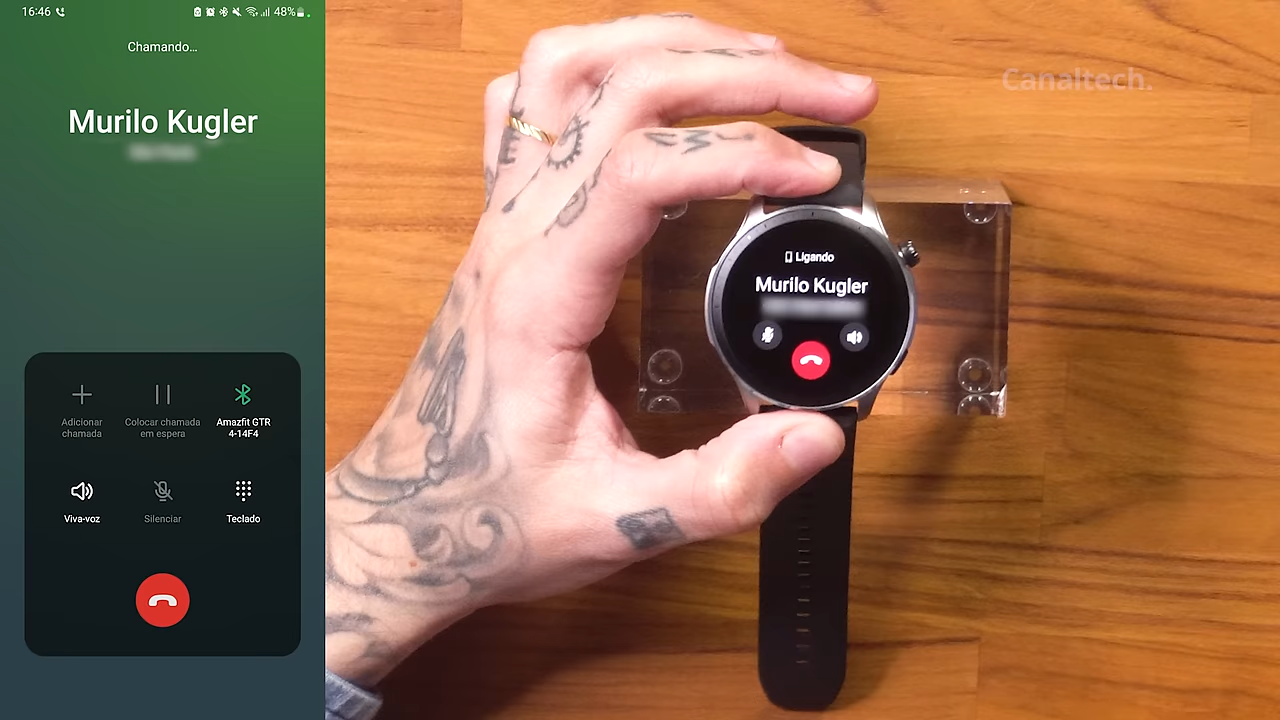 16:46
48%
Chamando...
Murilo Kugler
Adicionar
chamada
Colocar chamada
em espera
Amazfit GTR
4-14F4
Viva-voz
Silenciar
Teclado
Canaltech.
Ligando
Murilo Kugler